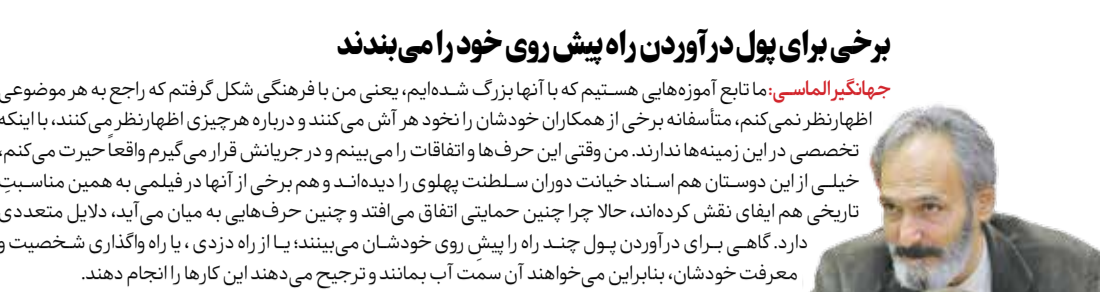 برخی برای پول درآوردن راه پیش روی خود را می‌بندند
جهانگیر الماسی: ما تابع آموزه‌هایی هستیم که با آنها بزرگ شده‌ایم، یعنی من با فرهنگی شکل گرفتم که راجع به هر موضوعی
اظهارنظر نمی‌کنم، متأسفانه برخی از همکاران خودشان را نخود هر آش می‌کنند و درباره هرچیزی اظهارنظر می‌کنند، با اینکه
تخصصی در این زمینه‌ها ندارند. من وقتی این حرف‌ها و اتفاقات را می‌بینم و در جریانش قرار می‌گیرم واقعاً حیرت می‌کنم،
خیلی از این دوستان هم اسناد خیانت دوران سلطنت پهلوی را دیده‌اند و هم برخی از آنها در فیلمی به همین مناسبتِ
تاریخی هم ایفای نقش کرده‌اند، حالا چرا چنین حمایتی اتفاق می‌افتد و چنین حرف‌هایی به میان می‌آید، دلایل متعددی
دارد. گاهی برای درآوردن پول چند راه را پیشِ روی خودشان می‌بینند؛ یا از راه دزدی ، یا راه واگذاری شخصیت و
معرفت خودشان، بنابراین می‌خواهند آن سمت آب بمانند و ترجیح می‌دهند این کارها را انجام دهند.